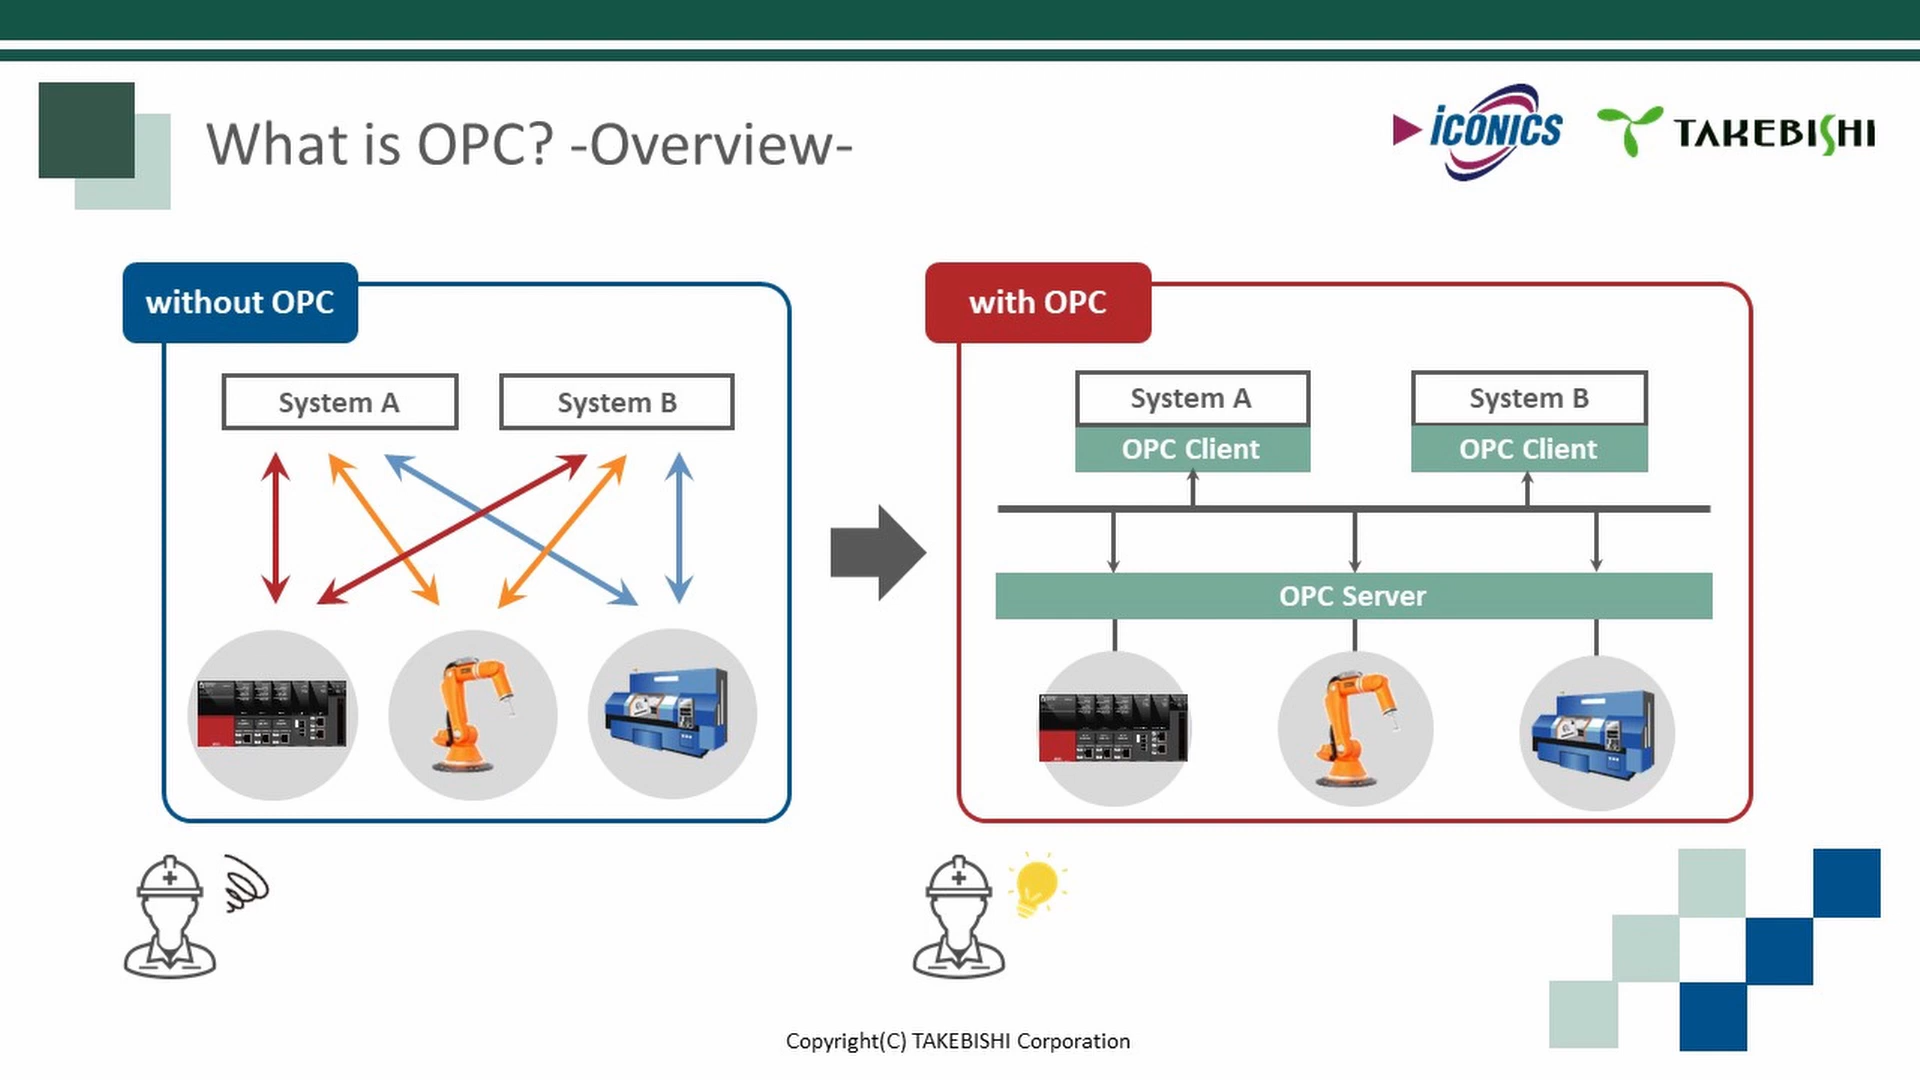 What is OPC? -Overview-
iCONICS
TAKEBISHI
without OPC
System A
System B
with OPC
System A
System B
OPC Client
OPC Client
OPC Server
Copyright(C) TAKEBISHI Corporation